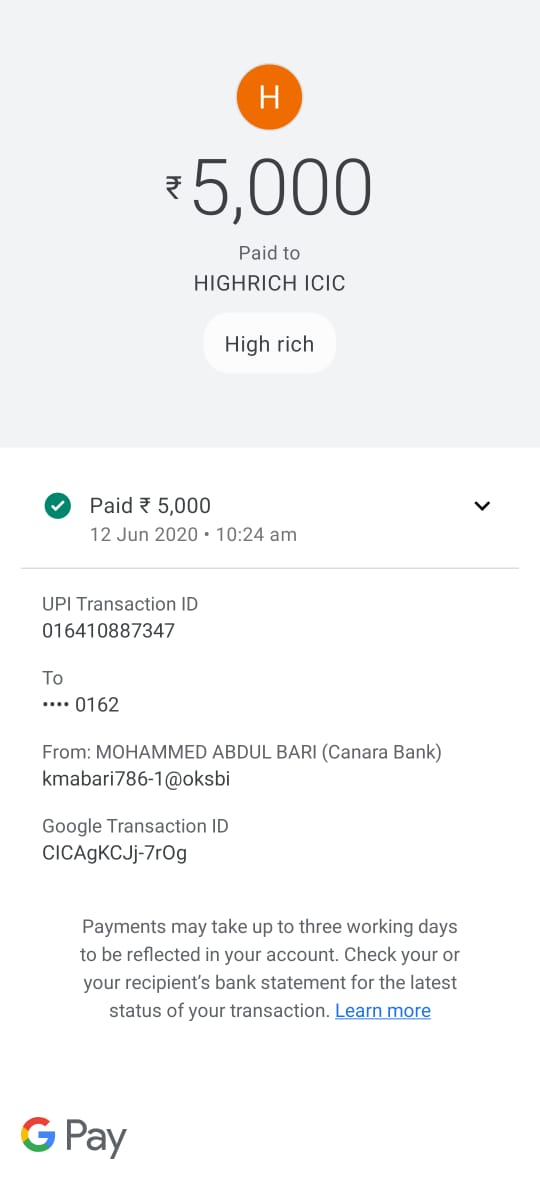 H
₹5,000
Paid to
HIGHRICH ICIC
High rich
Paid ₹ 5,000
12 Jun 2020 • 10:24 am
UPI Transaction ID
016410887347
To
•••• 0162
From: MOHAMMED ABDUL BARI (Canara Bank)
kmabari786-1@oksbi
Google Transaction ID
CICAgKCJj-7rOg
Payments may take up to three working days
to be reflected in your account. Check your or
your recipient’s bank statement for the latest
status of your transaction. Learn more
G Pay